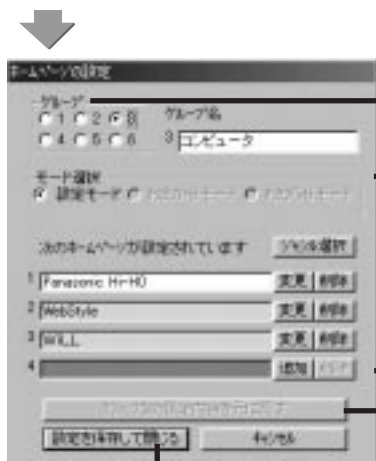 ホームページの設定
グループ
1 2 3
4 5 6
グループ名
3 コンピュータ
モード選択
設定モード
次のホームページが設定されています
ジャンル選択
1 Panasonic Hi-HO 変更 削除
2 WebStyle 変更 削除
3 WILL 変更 削除
4 追加
設定を保存して閉じる キャンセル